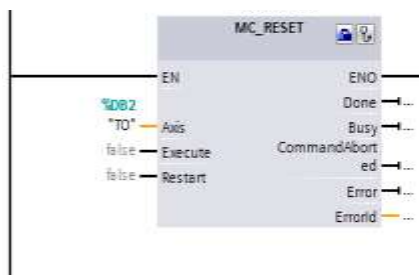 MC_RESET
EN ENO
%DB2 Done
"TO" Axis Busy
false Execute CommandAbort
ed
false Restart
Error
ErrorId